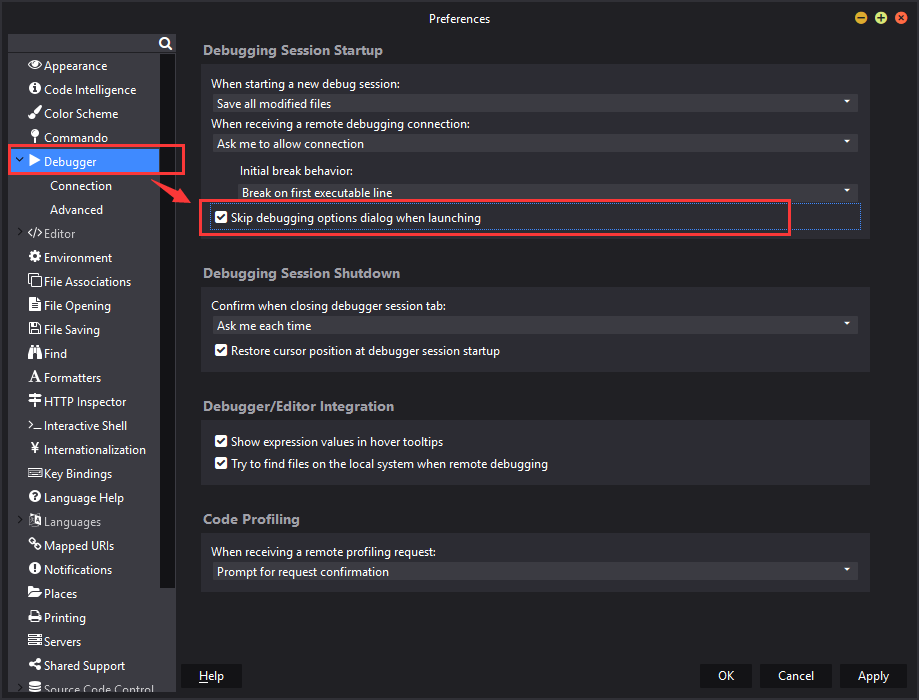 Preferences
Appearance
Code Intelligence
Color Scheme
Commando
Debugger
Connection
Advanced
Editor
Environment
File Associations
File Opening
File Saving
Find
Formatters
HTTP Inspector
Interactive Shell
Internationalization
Key Bindings
Language Help
Languages
Mapped URIs
Notifications
Places
Printing
Servers
Shared Support
Source Code Control
Debugging Session Startup
When starting a new debug session:
Save all modified files
When receiving a remote debugging connection:
Ask me to allow connection
Initial break behavior:
Break on first executable line
Skip debugging options dialog when launching
Debugging Session Shutdown
Confirm when closing debugger session tab:
Ask me each time
Restore cursor position at debugger session startup
Debugger/Editor Integration
Show expression values in hover tooltips
Try to find files on the local system when remote debugging
Code Profiling
When receiving a remote profiling request:
Prompt for request confirmation
Help
OK
Cancel
Apply